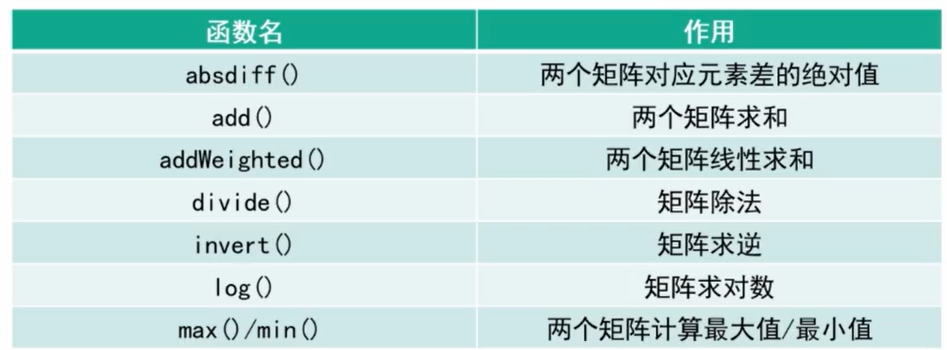 函数名 作用
absdiff() 两个矩阵对应元素差的绝对值
add() 两个矩阵求和
addWeighted() 两个矩阵线性求和
divide() 矩阵除法
invert() 矩阵求逆
log() 矩阵求对数
max()/min() 两个矩阵计算最大值/最小值